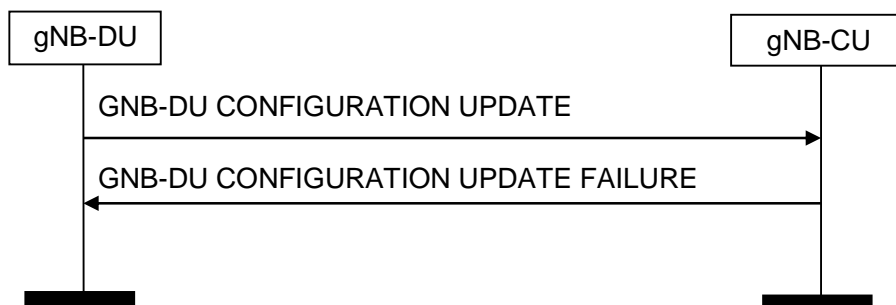 gNB-DU
gNB-CU
GNB-DU CONFIGURATION UPDATE
GNB-DU CONFIGURATION UPDATE FAILURE